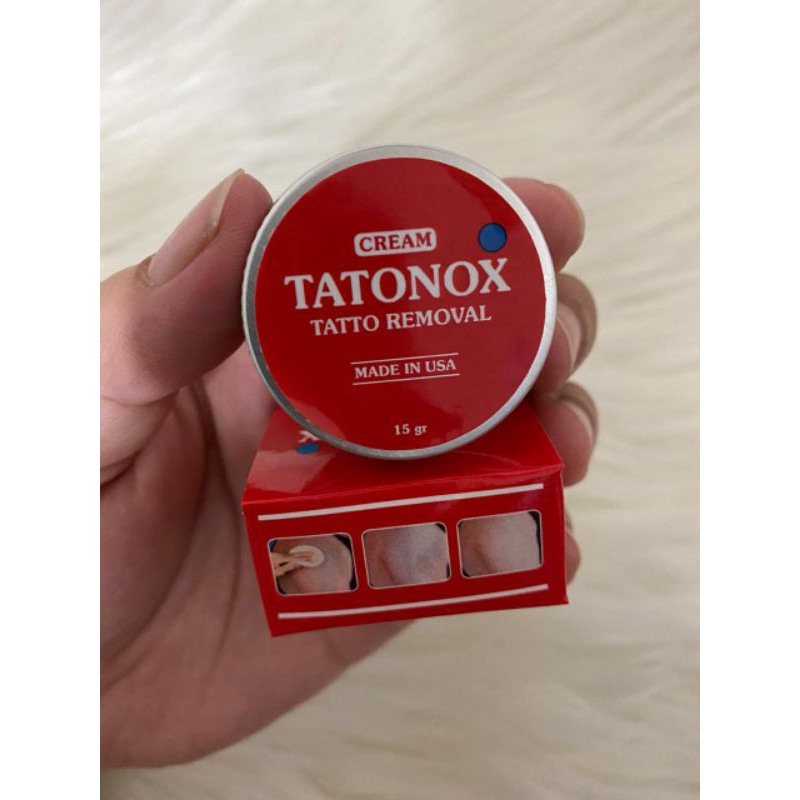 CREAM
TATONOX
TATTO REMOVAL
MADE IN USA
15 gr
X